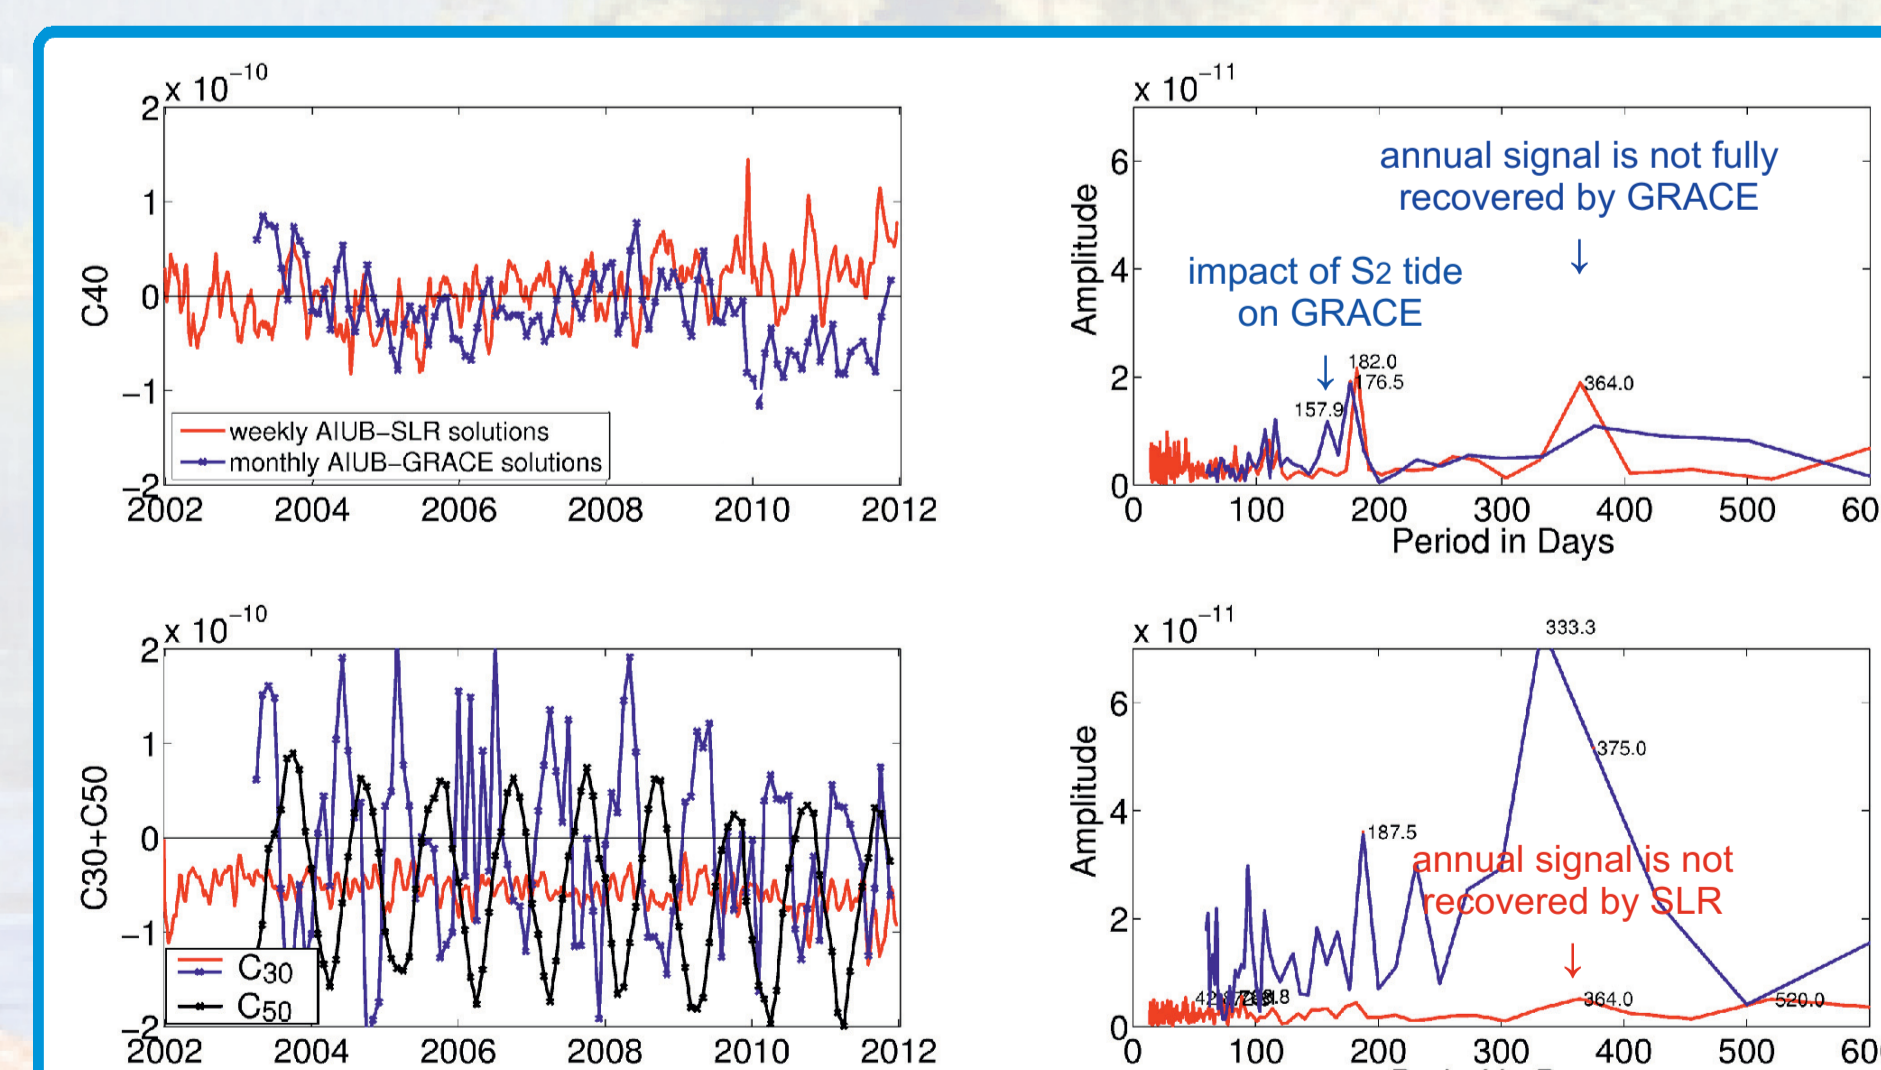 x 10−10
2
1
0
−1
−2
C40
weekly AIUB−SLR solutions
monthly AIUB−GRACE solutions
2002 2004 2006 2008 2010 2012
x 10−11
6
4
2
0
Amplitude
annual signal is not fully
recovered by GRACE
impact of S2 tide
on GRACE
182.0
176.5
157.9
364.0
0 100 200 300 400 500
Period in Days
x 10−10
2
1
0
−1
−2
C30+C50
C30
C50
2002 2004 2006 2008 2010 2012
x 10−11
333.3
6
4
2
0
Amplitude
375.0
187.5
annual signal is not
recovered by SLR
364.0
520.0
0 100 200 300 400 500